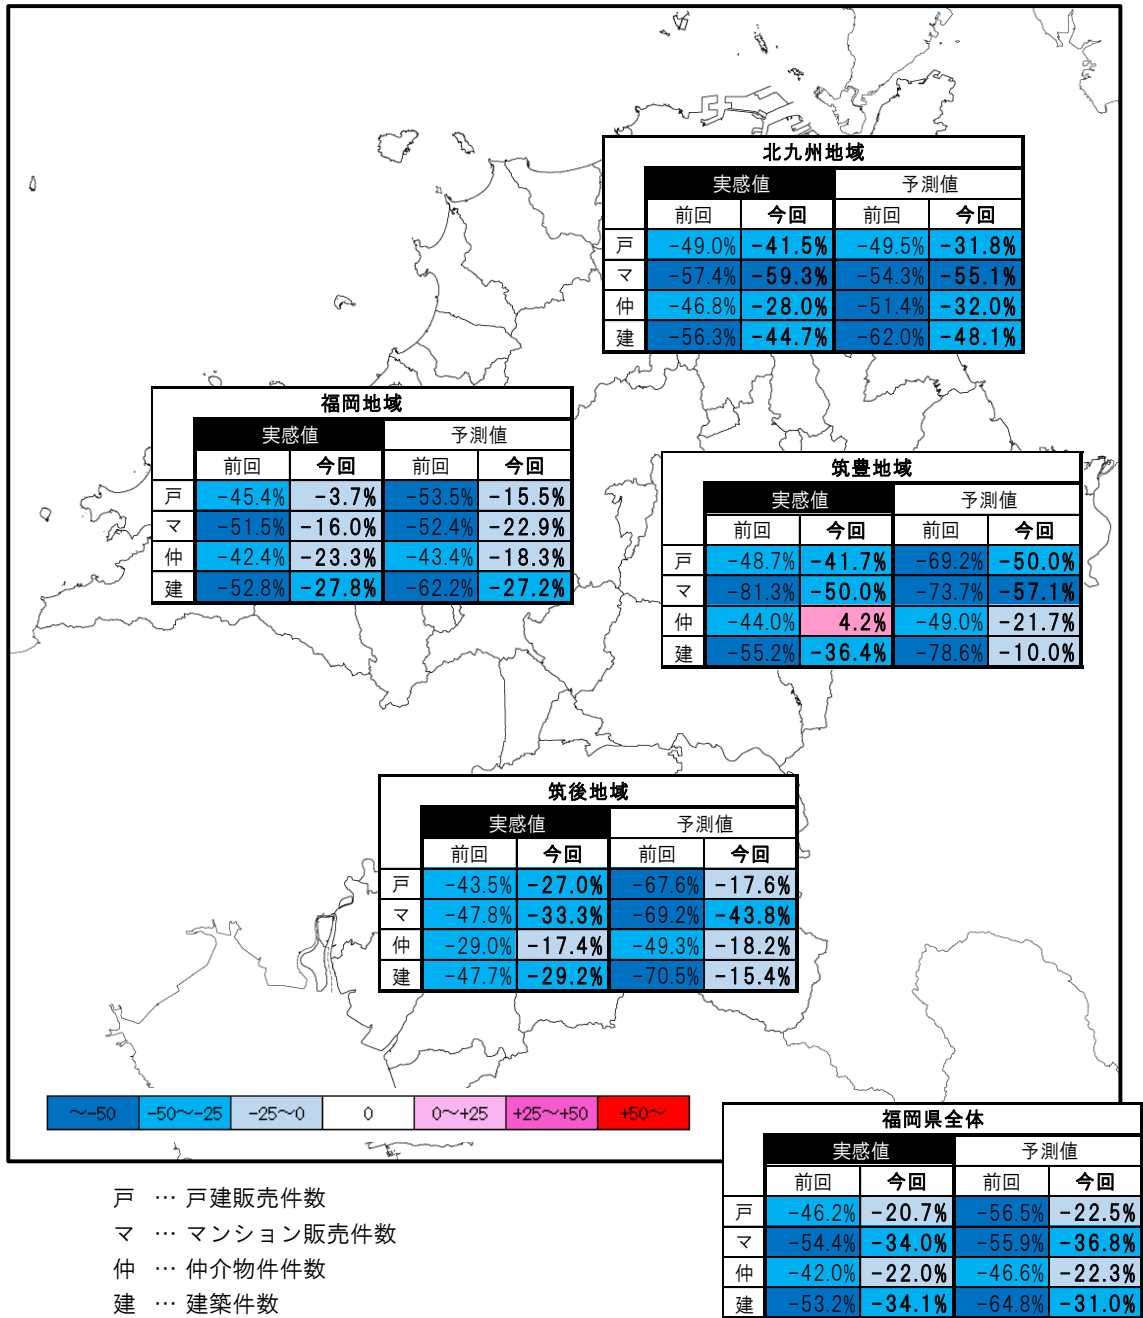 北九州地域
実感値 予測値
前回 今回 前回 今回
戸 -49.0% -41.5% -49.5% -31.8%
マ -57.4% -59.3% -54.3% -55.1%
仲 -46.8% -28.0% -51.4% -32.0%
建 -56.3% -44.7% -62.0% -48.1%
福岡地域
実感値 予測値
前回 今回 前回 今回
戸 -45.4% -3.7% -53.5% -15.5%
マ -51.5% -16.0% -52.4% -22.9%
仲 -42.4% -23.3% -43.4% -18.3%
建 -52.8% -27.8% -62.2% -27.2%
筑豊地域
実感値 予測値
前回 今回 前回 今回
戸 -48.7% -41.7% -69.2% -50.0%
マ -81.3% -50.0% -73.7% -57.1%
仲 -44.0% 4.2% -49.0% -21.7%
建 -55.2% -36.4% -78.6% -10.0%
筑後地域
実感値 予測値
前回 今回 前回 今回
戸 -43.5% -27.0% -67.6% -17.6%
マ -47.8% -33.3% -69.2% -43.8%
仲 -29.0% -17.4% -49.3% -18.2%
建 -47.7% -29.2% -70.5% -15.4%
～-50 -50～-25 -25～0 0 0～+25 +25～+50 +50～
福岡県全体
実感値 予測値
前回 今回 前回 今回
戸 -46.2% -20.7% -56.5% -22.5%
マ -54.4% -34.0% -55.9% -36.8%
仲 -42.0% -22.0% -46.6% -22.3%
建 -53.2% -34.1% -64.8% -31.0%
戸 … 戸建販売件数
マ … マンション販売件数
仲 … 仲介物件件数
建 … 建築件数